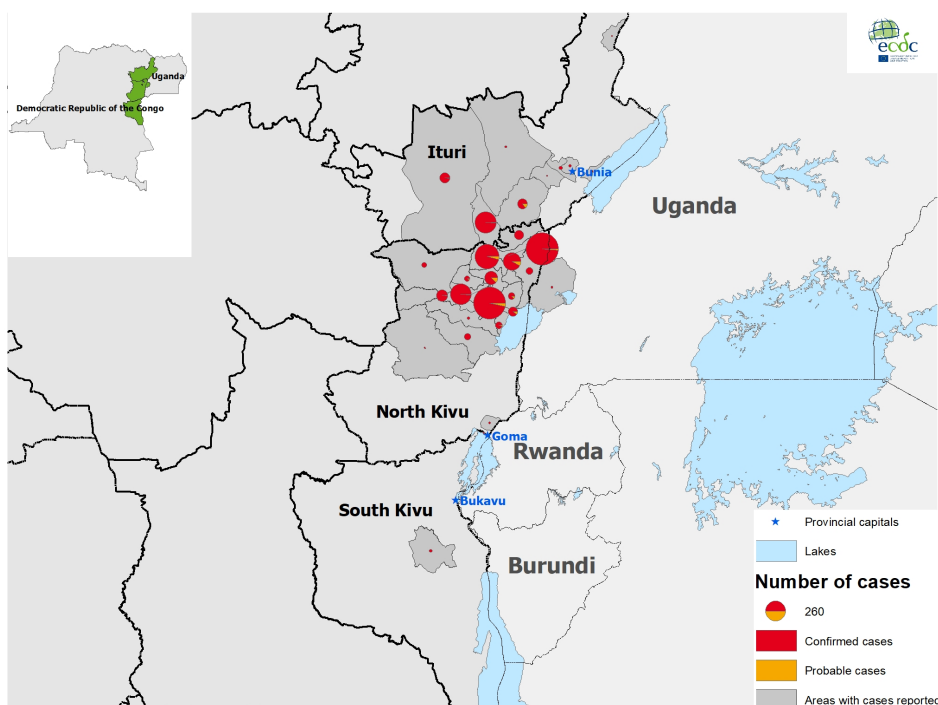 Uganda
Democratic Republic of the Congo
ecdc
Ituri
Bunia
Uganda
North Kivu
Goma
Rwanda
Bukavu
South Kivu
Burundi
Provincial capitals
Lakes
Number of cases
260
Confirmed cases
Probable cases
Areas with cases reported